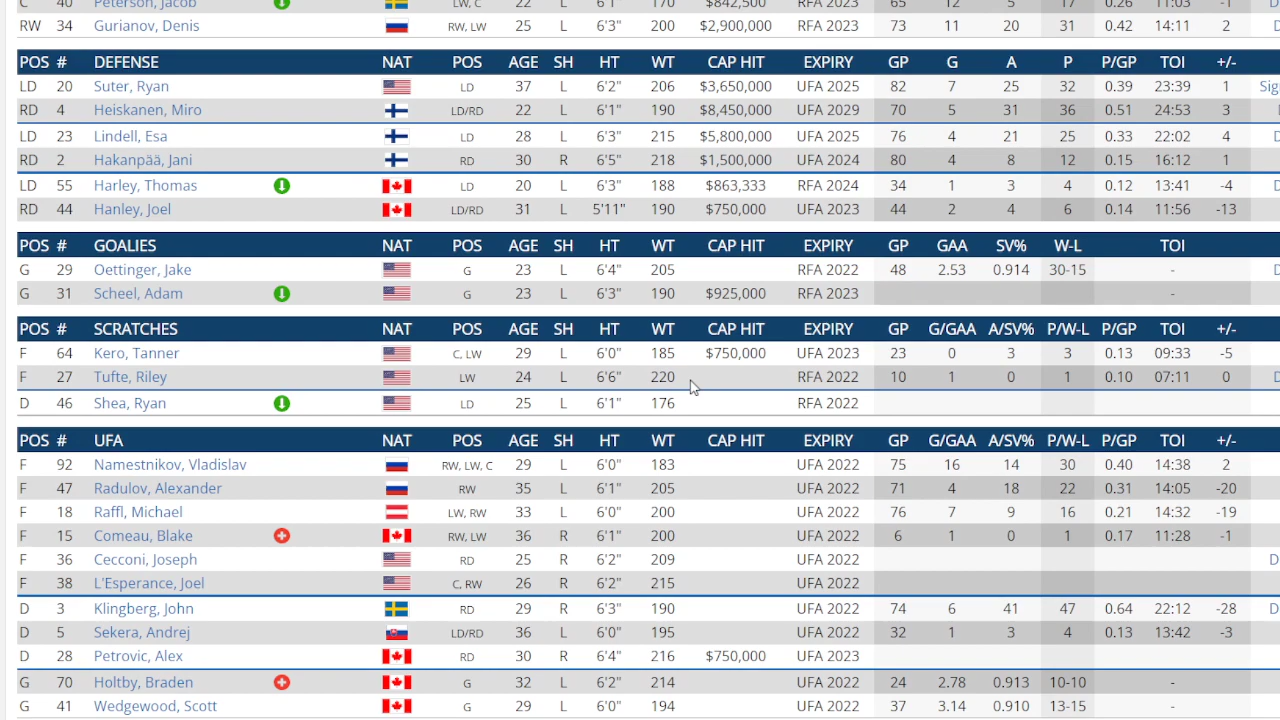 C 40 Peterson, Jacob LW, C 22 6'1" L 170 $842,500 RFA 2023 65 12 5 17 0.26 11:03 -1 D
RW 34 Gurianov, Denis RW, LW 25 L 6'3" 200 $2,900,000 RFA 2023 73 11 20 31 0.42 14:11 2 D
POS # DEFENSE NAT POS AGE SH HT WT CAP HIT EXPIRY GP G A P P/GP TOI +/-
LD 20 Suter, Ryan LD 37 L 6'2" 206 $3,650,000 UFA 2025 82 7 25 32 0.39 23:39 1 Sig
RD 4 Heiskanen, Miro LD/RD 22 L 6'1" 190 $8,450,000 UFA 2029 70 5 31 36 0.51 24:53 3
LD 23 Lindell, Esa LD 28 L 6'3" 215 $5,800,000 UFA 2025 76 4 21 25 0.33 22:02 4
RD 2 Hakanpää, Jani RD 30 R 6'5" 218 $1,500,000 UFA 2024 80 4 8 12 0.15 16:12 1
LD 55 Harley, Thomas LD 20 L 6'3" 188 $863,333 RFA 2024 34 1 3 4 0.12 13:41 -4 D
RD 44 Hanley, Joel LD/RD 31 L 5'11" 190 $750,000 UFA 2023 44 2 4 6 0.14 11:56 -13
POS # GOALIES NAT POS AGE SH HT WT CAP HIT EXPIRY GP GAA SV% W-L TOI
G 29 Oettinger, Jake G 23 L 6'4" 205 RFA 2022 48 2.53 0.914 30-15 - D
G 31 Scheel, Adam G 23 L 6'3" 190 $925,000 RFA 2023 -
POS # SCRATCHES NAT POS AGE SH HT WT CAP HIT EXPIRY GP G/GAA A/SV% P/W-L P/GP TOI +/-
F 64 Kero, Tanner C, LW 29 L 6'0" 185 $750,000 UFA 2023 23 0 3 3 0.13 09:33 -5
F 27 Tufte, Riley LW 24 L 6'6" 220 RFA 2022 10 1 0 1 0.10 07:11 0 D
D 46 Shea, Ryan LD 25 L 6'1" 176 RFA 2022
POS # UFA NAT POS AGE SH HT WT CAP HIT EXPIRY GP G/GAA A/SV% P/W-L P/GP TOI +/-
F 92 Namestnikov, Vladislav RW, LW, C 29 L 6'0" 183 UFA 2022 75 16 14 30 0.40 14:38 2
F 47 Radulov, Alexander RW 35 L 6'1" 205 UFA 2022 71 4 18 22 0.31 14:05 -20
F 18 Raffl, Michael LW, RW 33 L 6'0" 200 UFA 2022 76 7 9 16 0.21 14:32 -19
F 15 Comeau, Blake RW, LW 36 R 6'1" 200 UFA 2022 6 1 0 1 0.17 11:28 -1
F 36 Cecconi, Joseph RD 25 R 6'2" 209 UFA 2022 D
F 38 L'Esperance, Joel C, RW 26 R 6'2" 215 UFA 2022
D 3 Klingberg, John RD 29 R 6'3" 190 UFA 2022 74 6 41 47 0.64 22:12 -28 D
D 5 Sekera, Andrej LD/RD 36 L 6'0" 195 UFA 2022 32 1 3 4 0.13 13:42 -3
D 28 Petrovic, Alex RD 30 R 6'4" 216 $750,000 UFA 2023
G 70 Holtby, Braden G 32 L 6'2" 214 UFA 2022 24 2.78 0.913 10-10 -
G 41 Wedgewood, Scott G 29 L 6'0" 194 UFA 2022 37 3.14 0.910 13-15 -